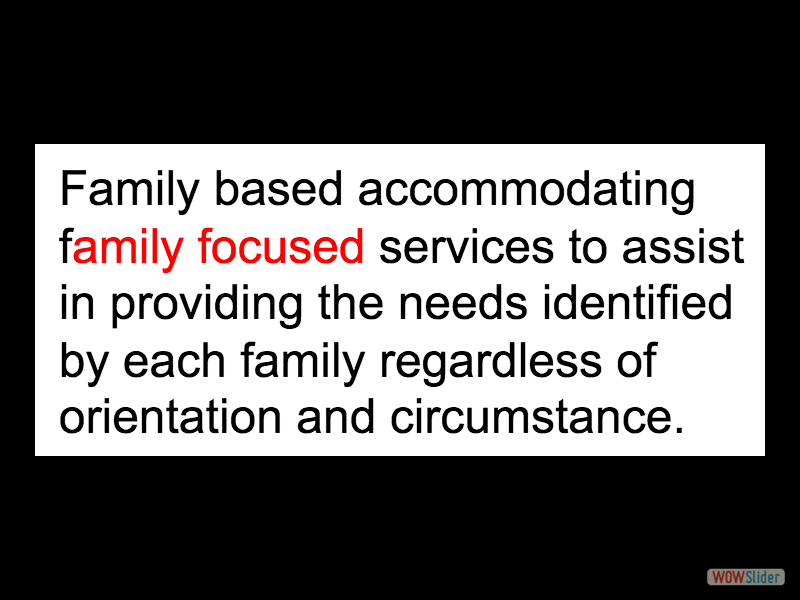 Family based accommodating
family focused services to assist
in providing the needs identified
by each family regardless of
orientation and circumstance.
WOWSlider